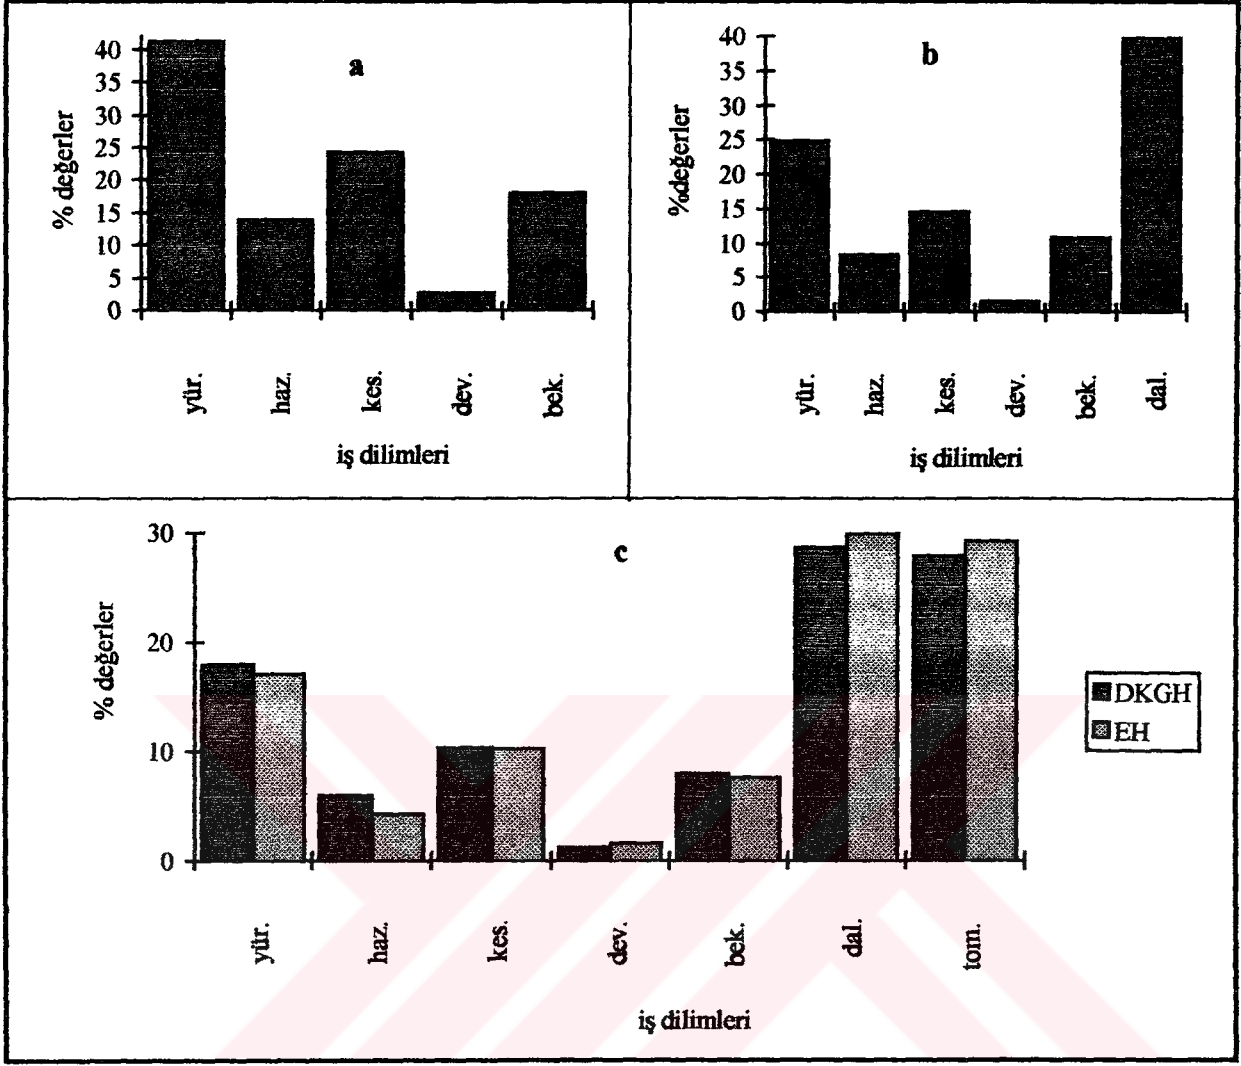 a
% değerler
40
35
30
25
20
15
10
5
0
yür.
haz.
kes.
dev.
bek.
iş dilimleri
b
%değerler
40
35
30
25
20
15
10
5
0
yür.
haz.
kes.
dev.
bek.
dal.
iş dilimleri
c
% değerler
30
20
10
0
yür.
haz.
kes.
dev.
bek.
dal.
tom.
iş dilimleri
DKGH
EH